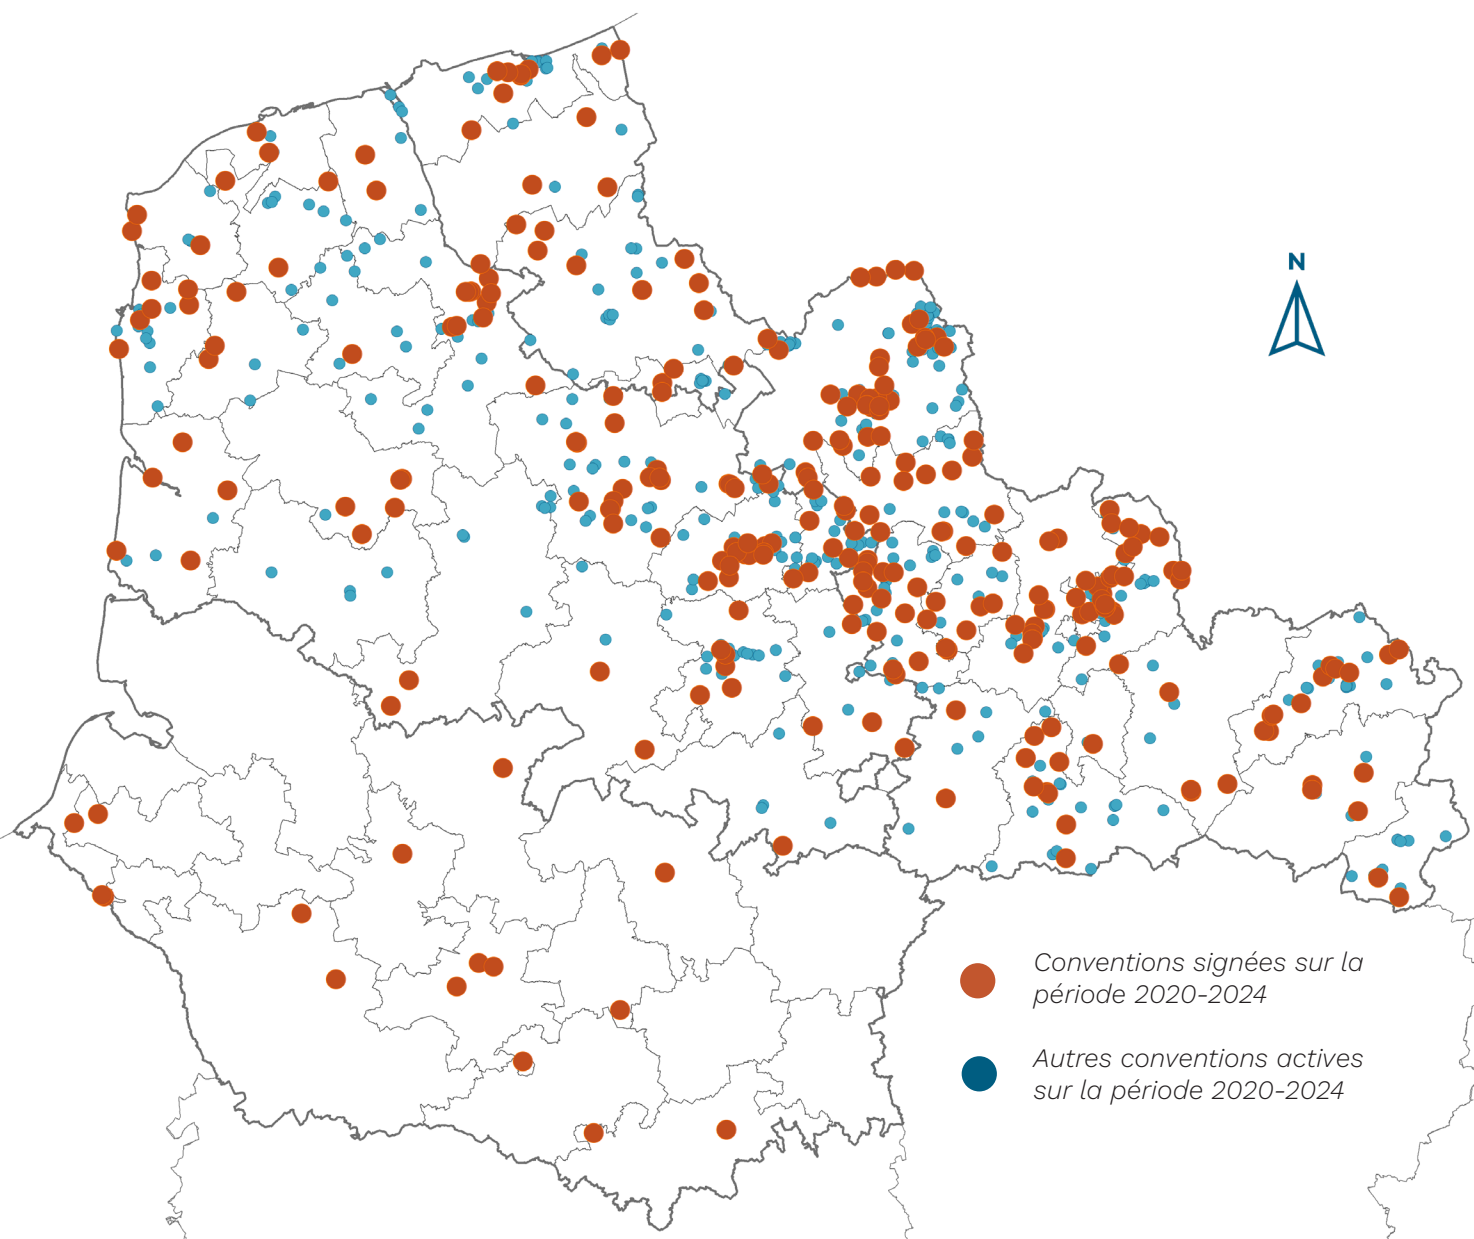 N
Conventions signées sur la
période 2020-2024
Autres conventions actives
sur la période 2020-2024